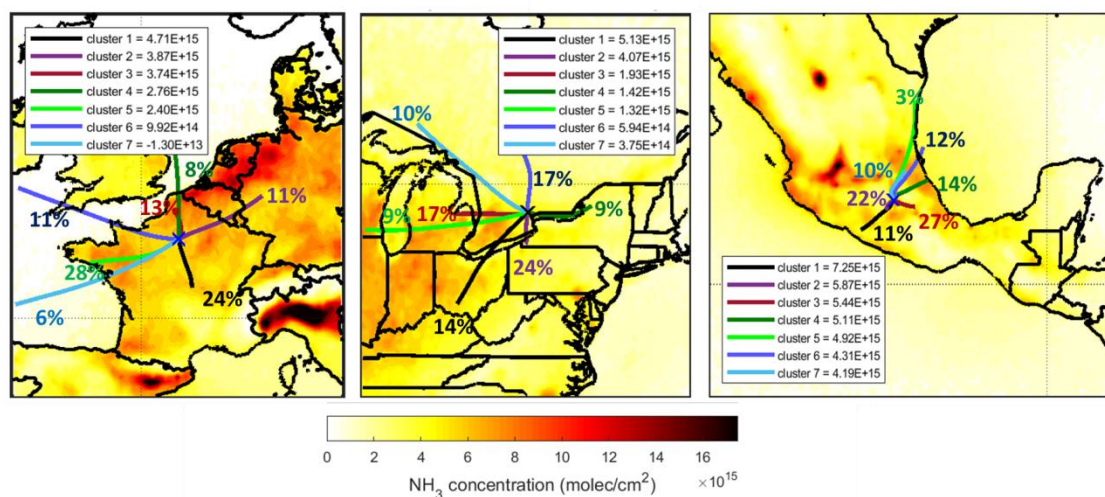 cluster 1 = 4.71E+15
cluster 2 = 3.87E+15
cluster 3 = 3.74E+15
cluster 4 = 2.76E+15
cluster 5 = 2.40E+15
cluster 6 = 9.92E+14
cluster 7 = -1.30E+13
8%
11%
13%
11%
28%
24%
6%
cluster 1 = 5.13E+15
cluster 2 = 4.07E+15
cluster 3 = 1.93E+15
cluster 4 = 1.42E+15
cluster 5 = 1.32E+15
cluster 6 = 5.94E+14
cluster 7 = 3.75E+14
10%
17%
9%
17%
9%
24%
14%
3%
12%
10%
14%
22%
27%
11%
cluster 1 = 7.25E+15
cluster 2 = 5.87E+15
cluster 3 = 5.44E+15
cluster 4 = 5.11E+15
cluster 5 = 4.92E+15
cluster 6 = 4.31E+15
cluster 7 = 4.19E+15
0 2 4 6 8 10 12 14 16
NH₃ concentration (molec/cm²) ×10¹⁵